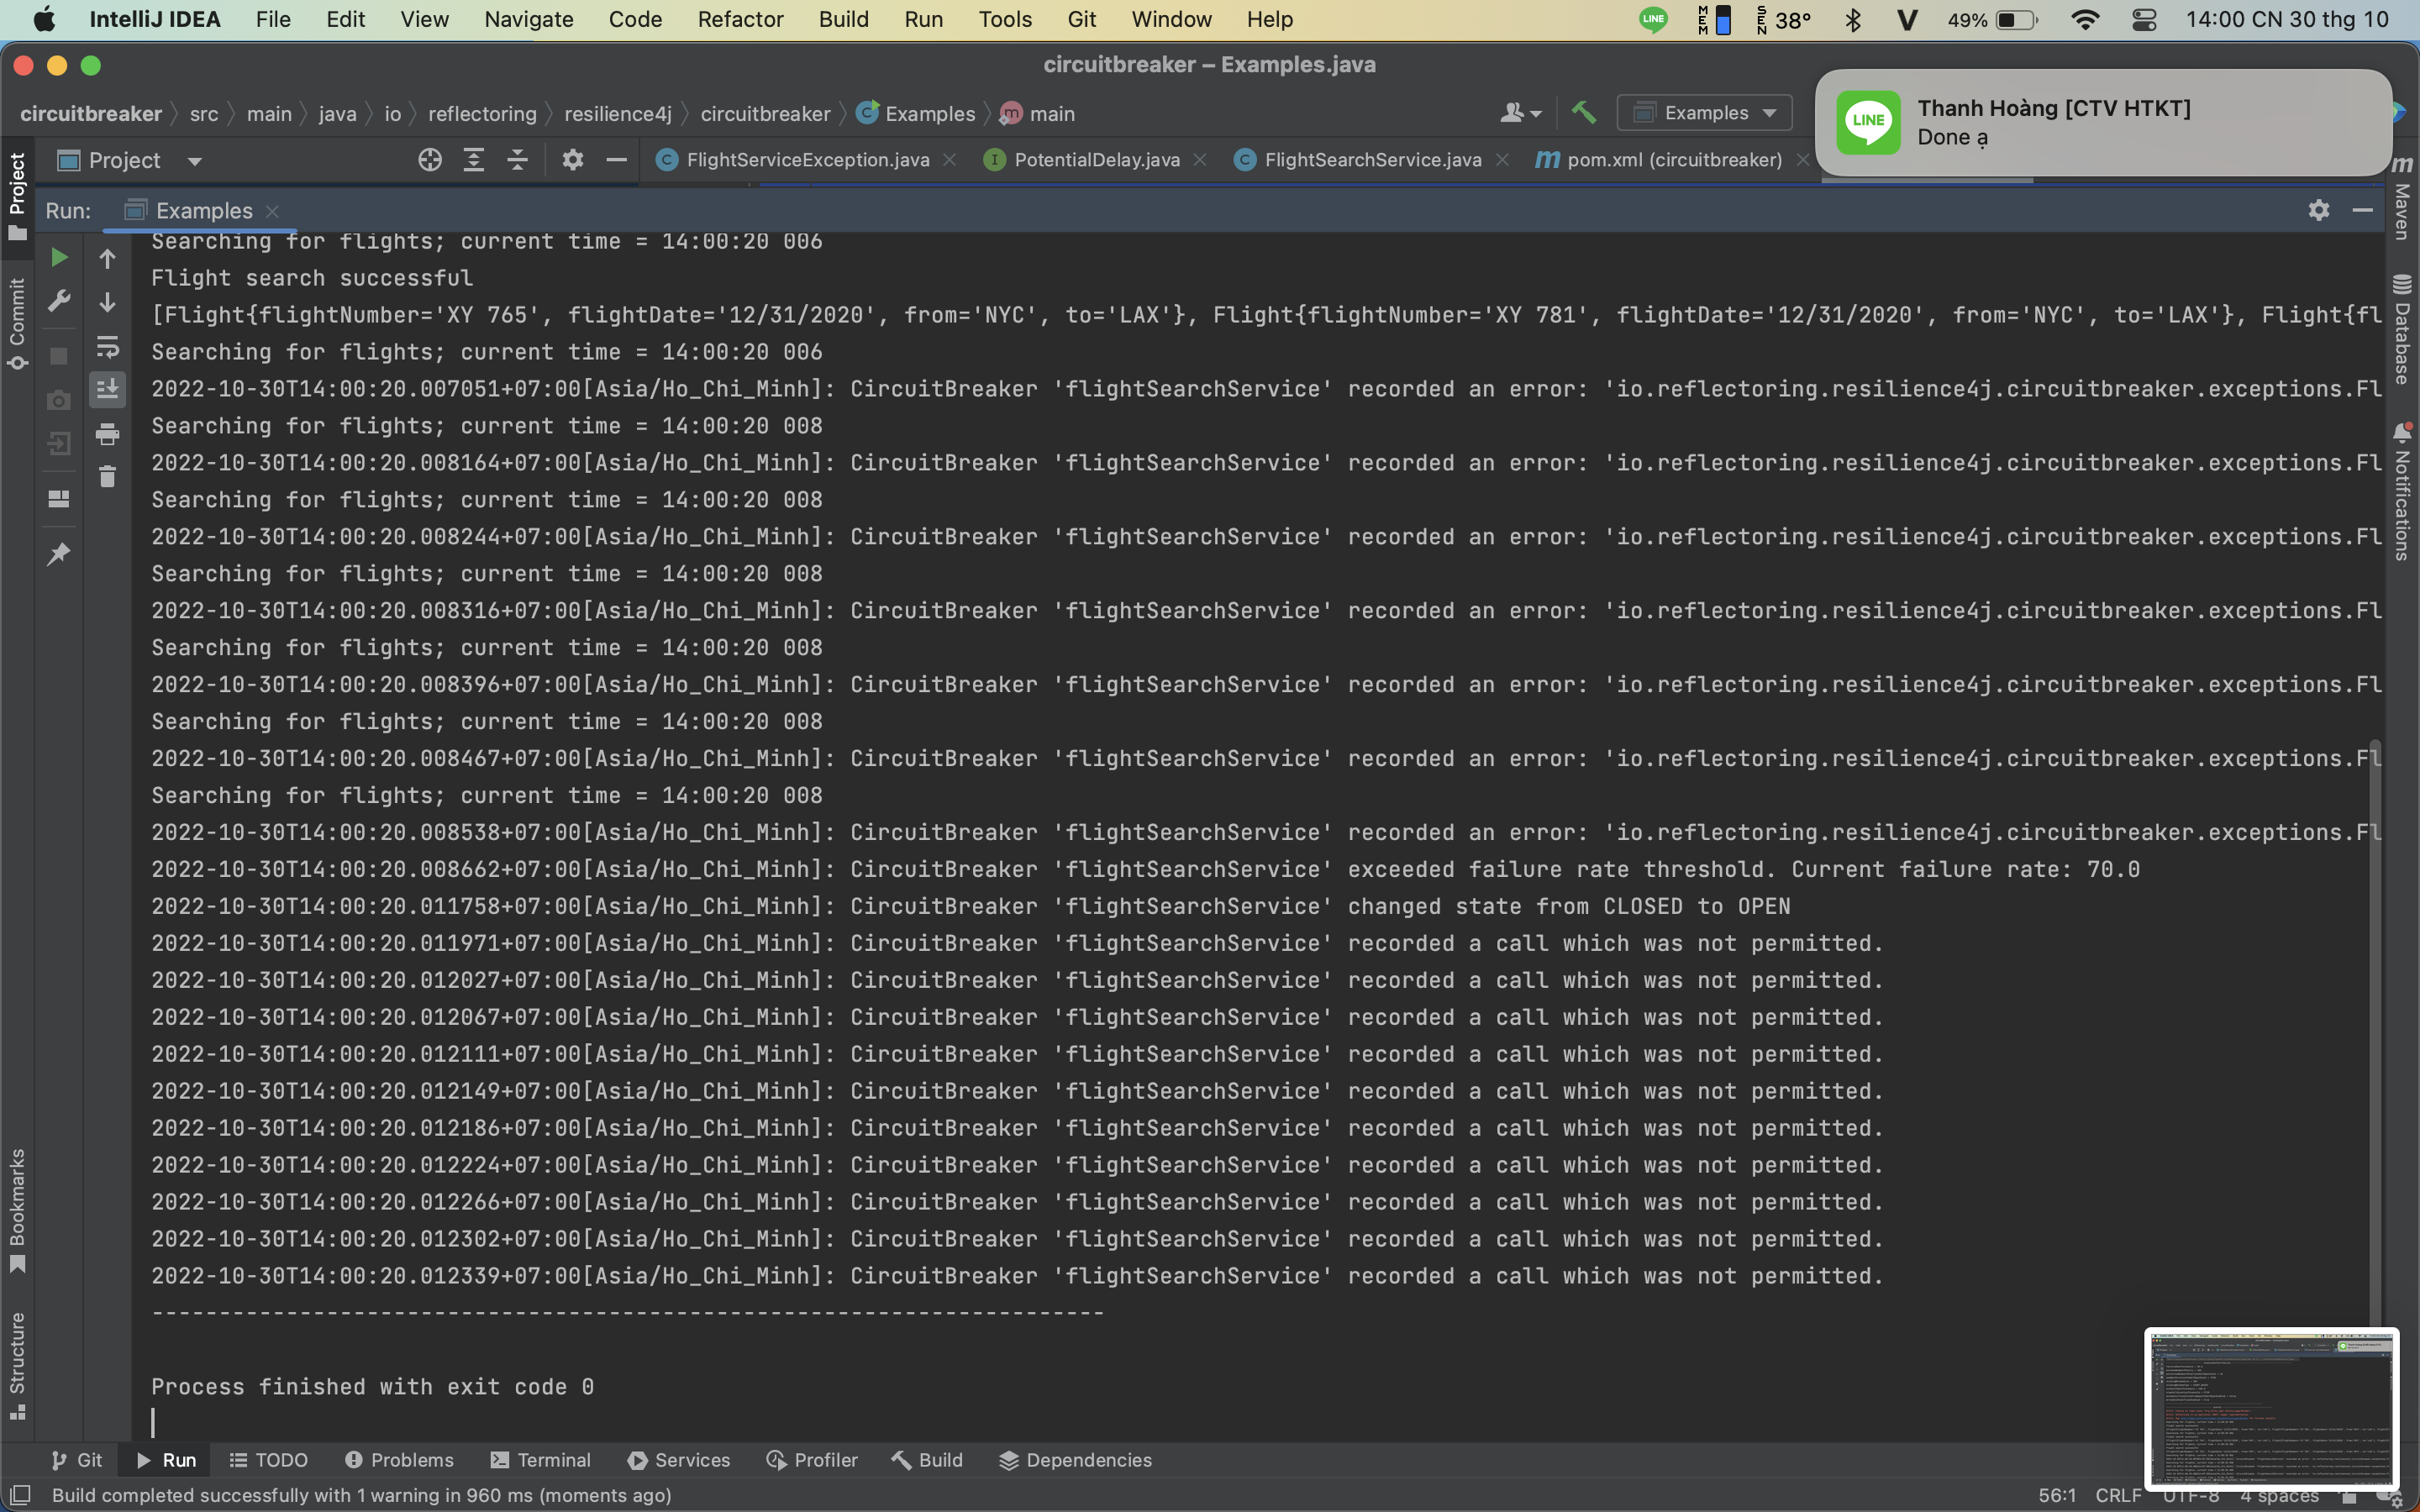 IntelliJ IDEA File Edit View Navigate Code Refactor Build Run Tools Git Window Help LINE MEM SEN 38° V 49% 14:00 CN 30 thg 10
circuitbreaker – Examples.java
circuitbreaker src main java io reflectoring resilience4j circuitbreaker Examples main Examples
LINE Thanh Hoàng [CTV HTKT]
Done ạ
Project FlightServiceException.java PotentialDelay.java FlightSearchService.java pom.xml (circuitbreaker)
Run: Examples
Project
Commit
Bookmarks
Structure
Maven
Database
Notifications
Searching for flights; current time = 14:00:20 006
Flight search successful
[Flight{flightNumber='XY 765', flightDate='12/31/2020', from='NYC', to='LAX'}, Flight{flightNumber='XY 781', flightDate='12/31/2020', from='NYC', to='LAX'}, Flight{fl
Searching for flights; current time = 14:00:20 006
2022-10-30T14:00:20.007051+07:00[Asia/Ho_Chi_Minh]: CircuitBreaker 'flightSearchService' recorded an error: 'io.reflectoring.resilience4j.circuitbreaker.exceptions.Fl
Searching for flights; current time = 14:00:20 008
2022-10-30T14:00:20.008164+07:00[Asia/Ho_Chi_Minh]: CircuitBreaker 'flightSearchService' recorded an error: 'io.reflectoring.resilience4j.circuitbreaker.exceptions.Fl
Searching for flights; current time = 14:00:20 008
2022-10-30T14:00:20.008244+07:00[Asia/Ho_Chi_Minh]: CircuitBreaker 'flightSearchService' recorded an error: 'io.reflectoring.resilience4j.circuitbreaker.exceptions.Fl
Searching for flights; current time = 14:00:20 008
2022-10-30T14:00:20.008316+07:00[Asia/Ho_Chi_Minh]: CircuitBreaker 'flightSearchService' recorded an error: 'io.reflectoring.resilience4j.circuitbreaker.exceptions.Fl
Searching for flights; current time = 14:00:20 008
2022-10-30T14:00:20.008396+07:00[Asia/Ho_Chi_Minh]: CircuitBreaker 'flightSearchService' recorded an error: 'io.reflectoring.resilience4j.circuitbreaker.exceptions.Fl
Searching for flights; current time = 14:00:20 008
2022-10-30T14:00:20.008467+07:00[Asia/Ho_Chi_Minh]: CircuitBreaker 'flightSearchService' recorded an error: 'io.reflectoring.resilience4j.circuitbreaker.exceptions.Fl
Searching for flights; current time = 14:00:20 008
2022-10-30T14:00:20.008538+07:00[Asia/Ho_Chi_Minh]: CircuitBreaker 'flightSearchService' recorded an error: 'io.reflectoring.resilience4j.circuitbreaker.exceptions.Fl
2022-10-30T14:00:20.008662+07:00[Asia/Ho_Chi_Minh]: CircuitBreaker 'flightSearchService' exceeded failure rate threshold. Current failure rate: 70.0
2022-10-30T14:00:20.011758+07:00[Asia/Ho_Chi_Minh]: CircuitBreaker 'flightSearchService' changed state from CLOSED to OPEN
2022-10-30T14:00:20.011971+07:00[Asia/Ho_Chi_Minh]: CircuitBreaker 'flightSearchService' recorded a call which was not permitted.
2022-10-30T14:00:20.012027+07:00[Asia/Ho_Chi_Minh]: CircuitBreaker 'flightSearchService' recorded a call which was not permitted.
2022-10-30T14:00:20.012067+07:00[Asia/Ho_Chi_Minh]: CircuitBreaker 'flightSearchService' recorded a call which was not permitted.
2022-10-30T14:00:20.012111+07:00[Asia/Ho_Chi_Minh]: CircuitBreaker 'flightSearchService' recorded a call which was not permitted.
2022-10-30T14:00:20.012149+07:00[Asia/Ho_Chi_Minh]: CircuitBreaker 'flightSearchService' recorded a call which was not permitted.
2022-10-30T14:00:20.012186+07:00[Asia/Ho_Chi_Minh]: CircuitBreaker 'flightSearchService' recorded a call which was not permitted.
2022-10-30T14:00:20.012224+07:00[Asia/Ho_Chi_Minh]: CircuitBreaker 'flightSearchService' recorded a call which was not permitted.
2022-10-30T14:00:20.012266+07:00[Asia/Ho_Chi_Minh]: CircuitBreaker 'flightSearchService' recorded a call which was not permitted.
2022-10-30T14:00:20.012302+07:00[Asia/Ho_Chi_Minh]: CircuitBreaker 'flightSearchService' recorded a call which was not permitted.
2022-10-30T14:00:20.012339+07:00[Asia/Ho_Chi_Minh]: CircuitBreaker 'flightSearchService' recorded a call which was not permitted.
-----------------------------------------------------------------------
Process finished with exit code 0
Git Run TODO Problems Terminal Services Profiler Build Dependencies
Build completed successfully with 1 warning in 960 ms (moments ago) 56:1 CRLF UTF-8 4 spaces